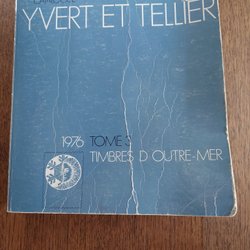 YVERT ET TELLIER
1976 TOME 3
TIMBRES D'OUTRE-MER